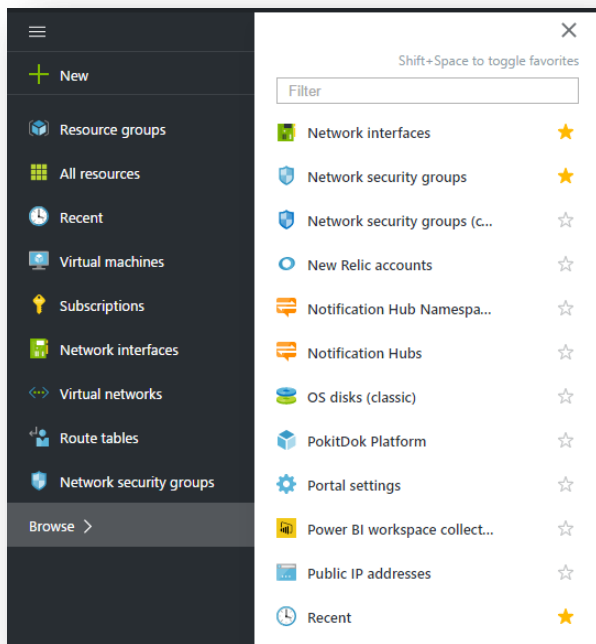 New
Resource groups
All resources
Recent
Virtual machines
Subscriptions
Network interfaces
Virtual networks
Route tables
Network security groups
Browse
Shift+Space to toggle favorites
Filter
Network interfaces
Network security groups
Network security groups (c...
New Relic accounts
Notification Hub Namespa...
Notification Hubs
OS disks (classic)
PokitDok Platform
Portal settings
Power BI workspace collect...
Public IP addresses
Recent